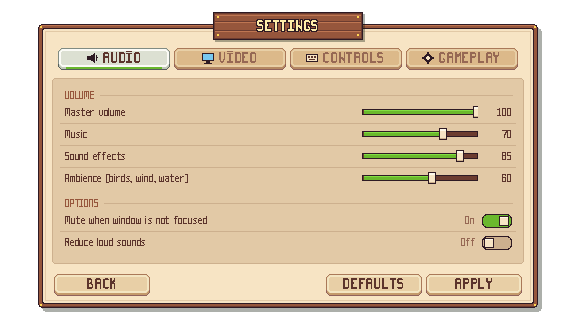 SETTINGS
AUDIO VIDEO CONTROLS GAMEPLAY
VOLUME
Master volume 100
Music 70
Sound effects 85
Ambience [birds, wind, water] 60
OPTIONS
Mute when window is not focused On
Reduce loud sounds Off
BACK DEFAULTS APPLY